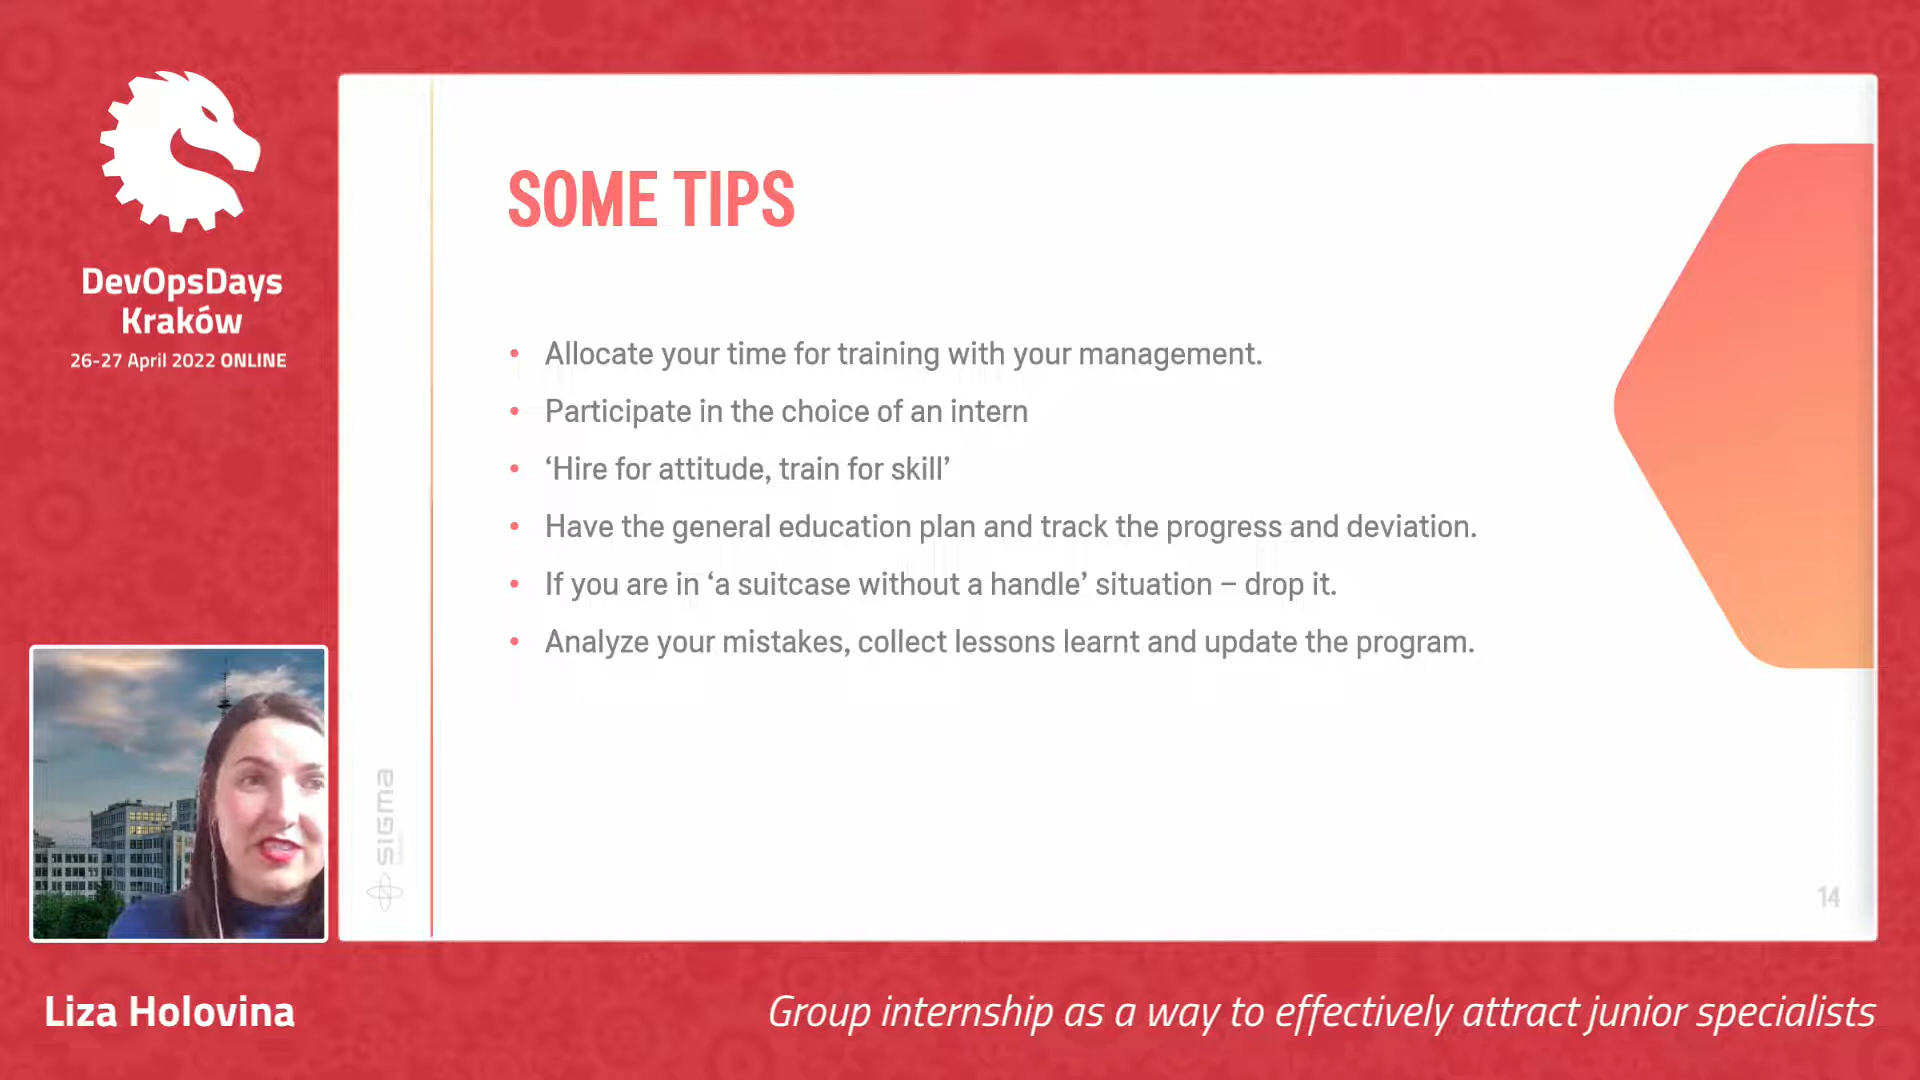 DevOpsDays
Kraków
26-27 April 2022 ONLINE
SOME TIPS
• Allocate your time for training with your management.
• Participate in the choice of an intern
• ‘Hire for attitude, train for skill’
• Have the general education plan and track the progress and deviation.
• If you are in ‘a suitcase without a handle’ situation – drop it.
• Analyze your mistakes, collect lessons learnt and update the program.
SIGMA
14
Liza Holovina
Group internship as a way to effectively attract junior specialists